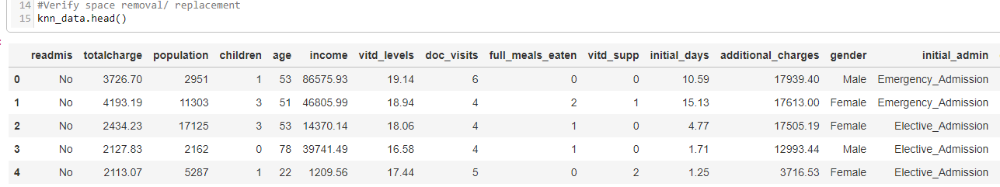 14 #Verify space removal/ replacement
15 knn_data.head()
readmis totalcharge population children age income vitd_levels doc_visits full_meals_eaten vitd_supp initial_days additional_charges gender initial_admin
0 No 3726.70 2951 1 53 86575.93 19.14 6 0 0 10.59 17939.40 Male Emergency_Admission
1 No 4193.19 11303 3 51 46805.99 18.94 4 2 1 15.13 17613.00 Female Emergency_Admission
2 No 2434.23 17125 3 53 14370.14 18.06 4 1 0 4.77 17505.19 Female Elective_Admission
3 No 2127.83 2162 0 78 39741.49 16.58 4 1 0 1.71 12993.44 Male Elective_Admission
4 No 2113.07 5287 1 22 1209.56 17.44 5 0 2 1.25 3716.53 Female Elective_Admission